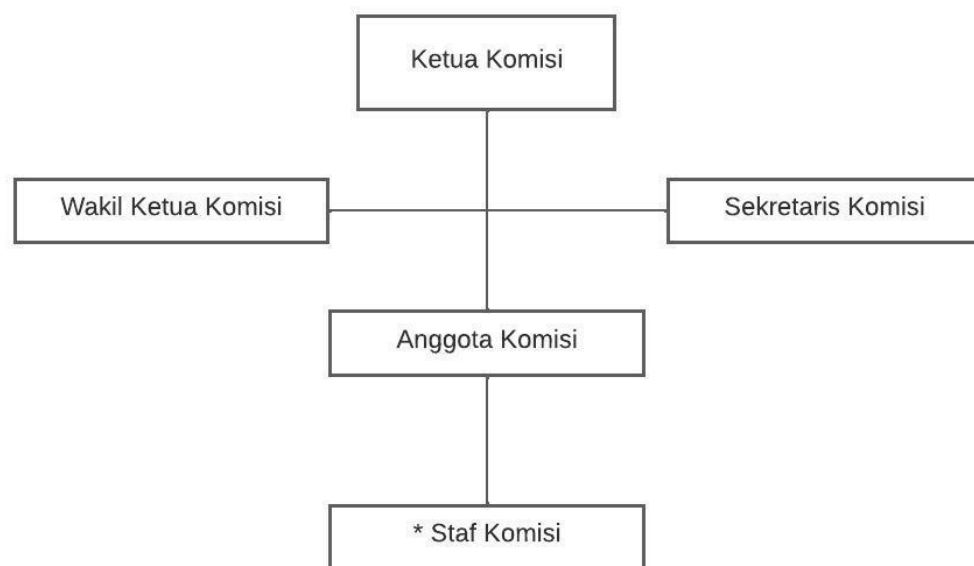 Ketua Komisi
Wakil Ketua Komisi
Sekretaris Komisi
Anggota Komisi
* Staf Komisi